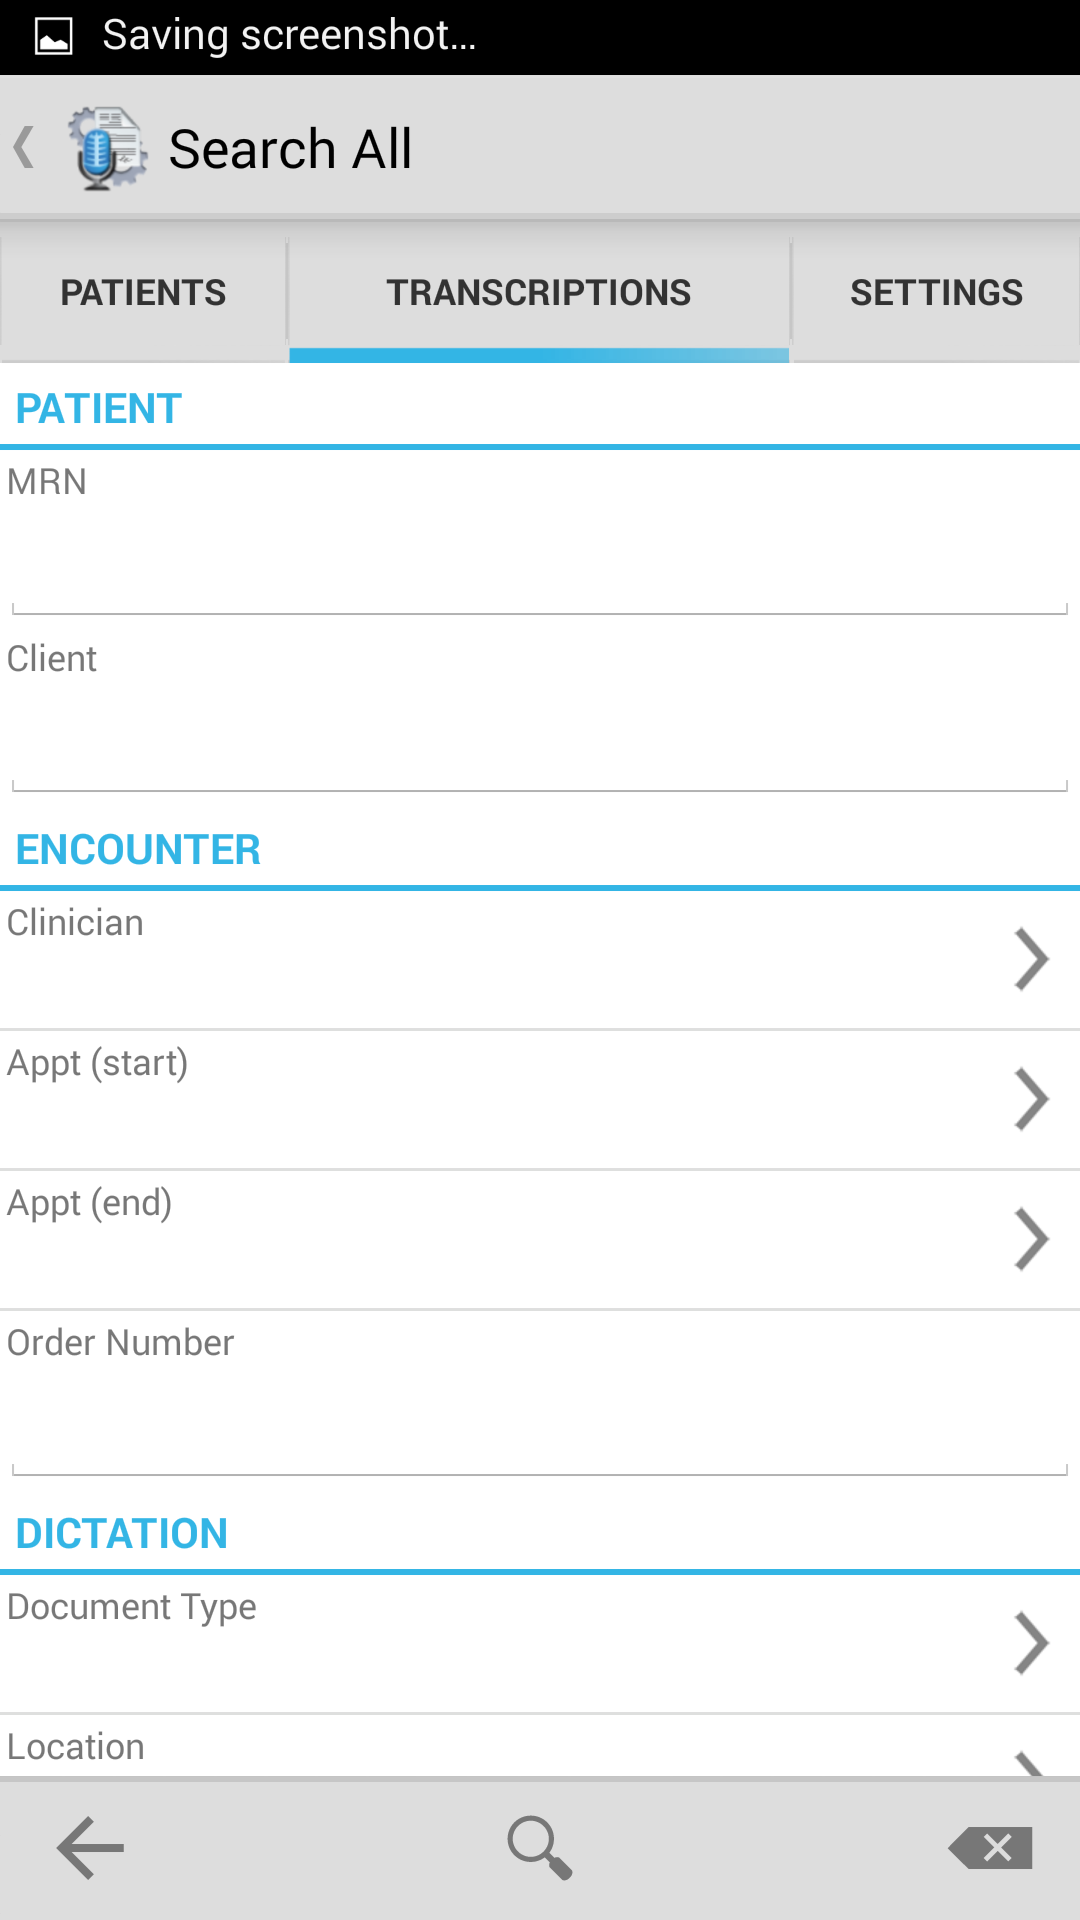 Saving screenshot...
Search All
PATIENTS
TRANSCRIPTIONS
SETTINGS
PATIENT
MRN
Client
ENCOUNTER
Clinician
Appt (start)
Appt (end)
Order Number
DICTATION
Document Type
Location